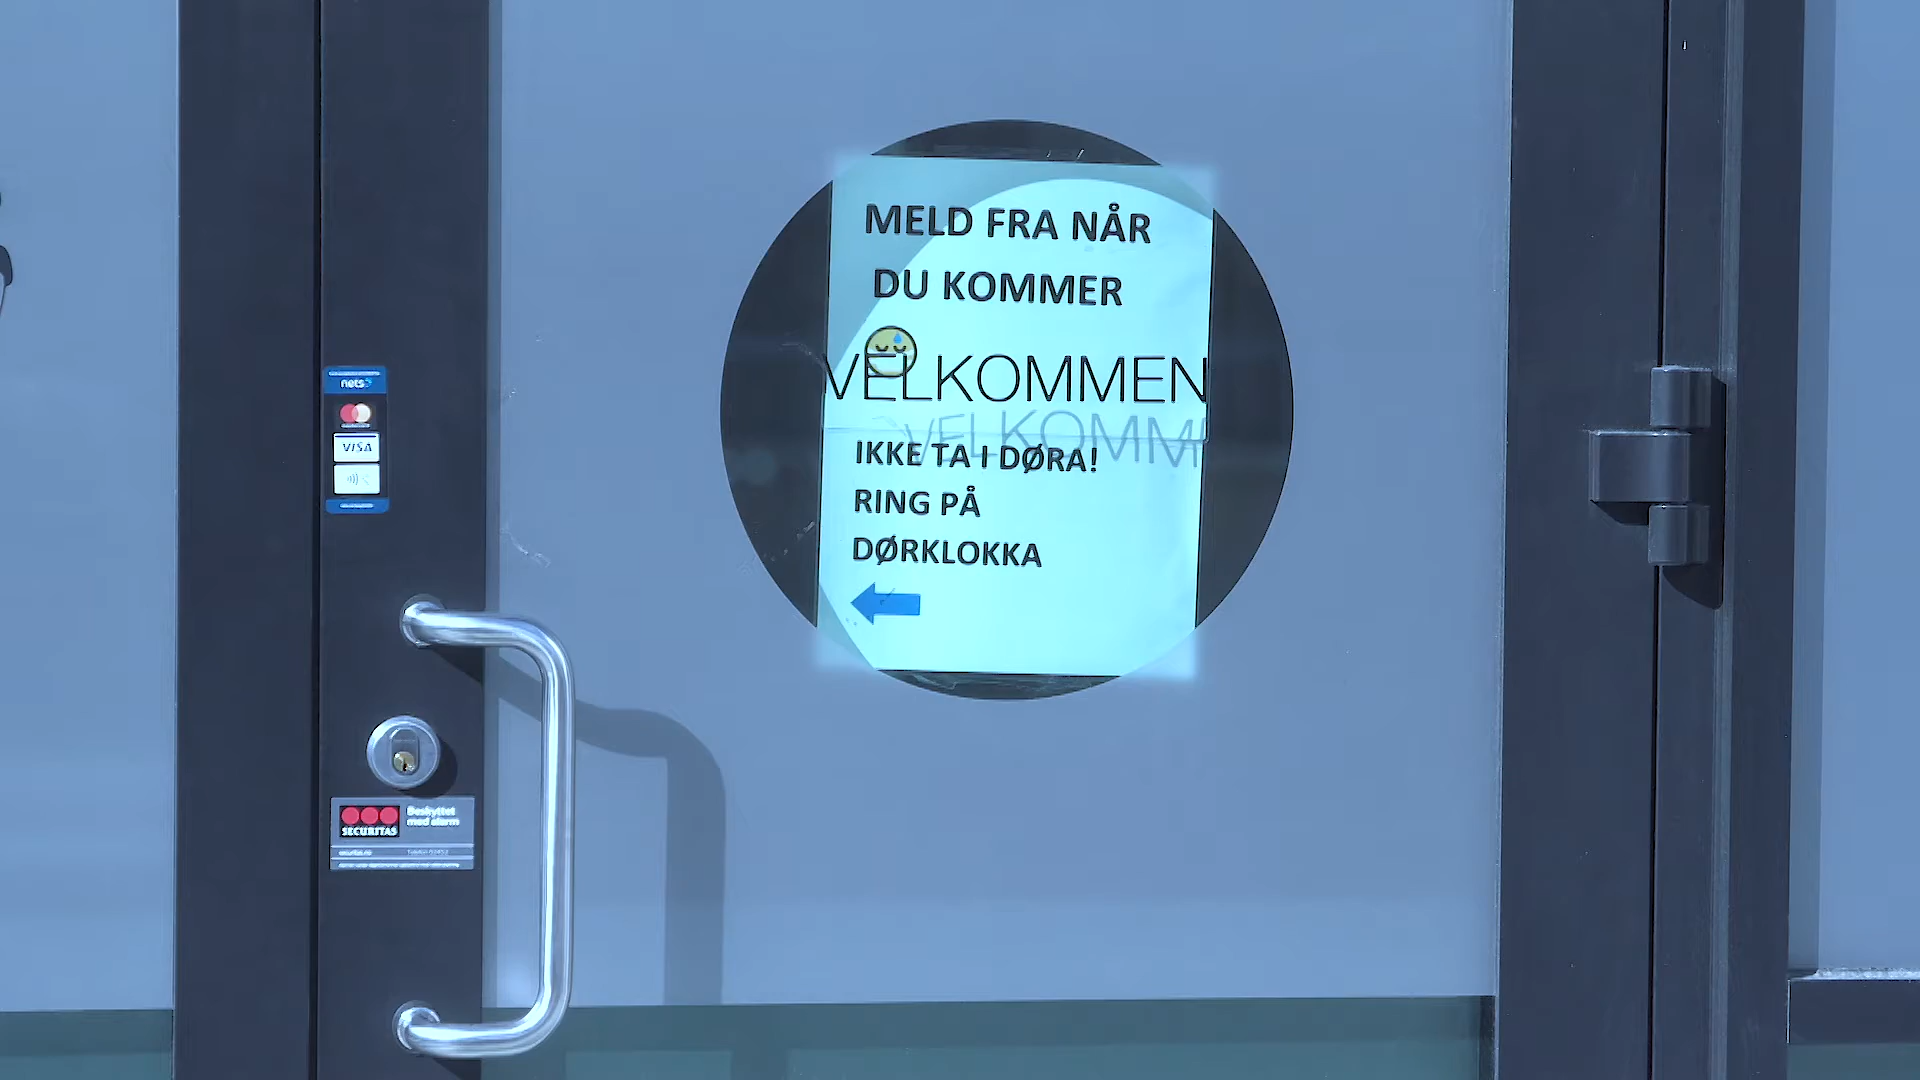 MELD FRA NÅR
DU KOMMER
VELKOMMEN
IKKE TA I DØRA!
RING PÅ
DØRKLOKKA
nets
VISA
SECURITAS
Beskyttet
med alarm